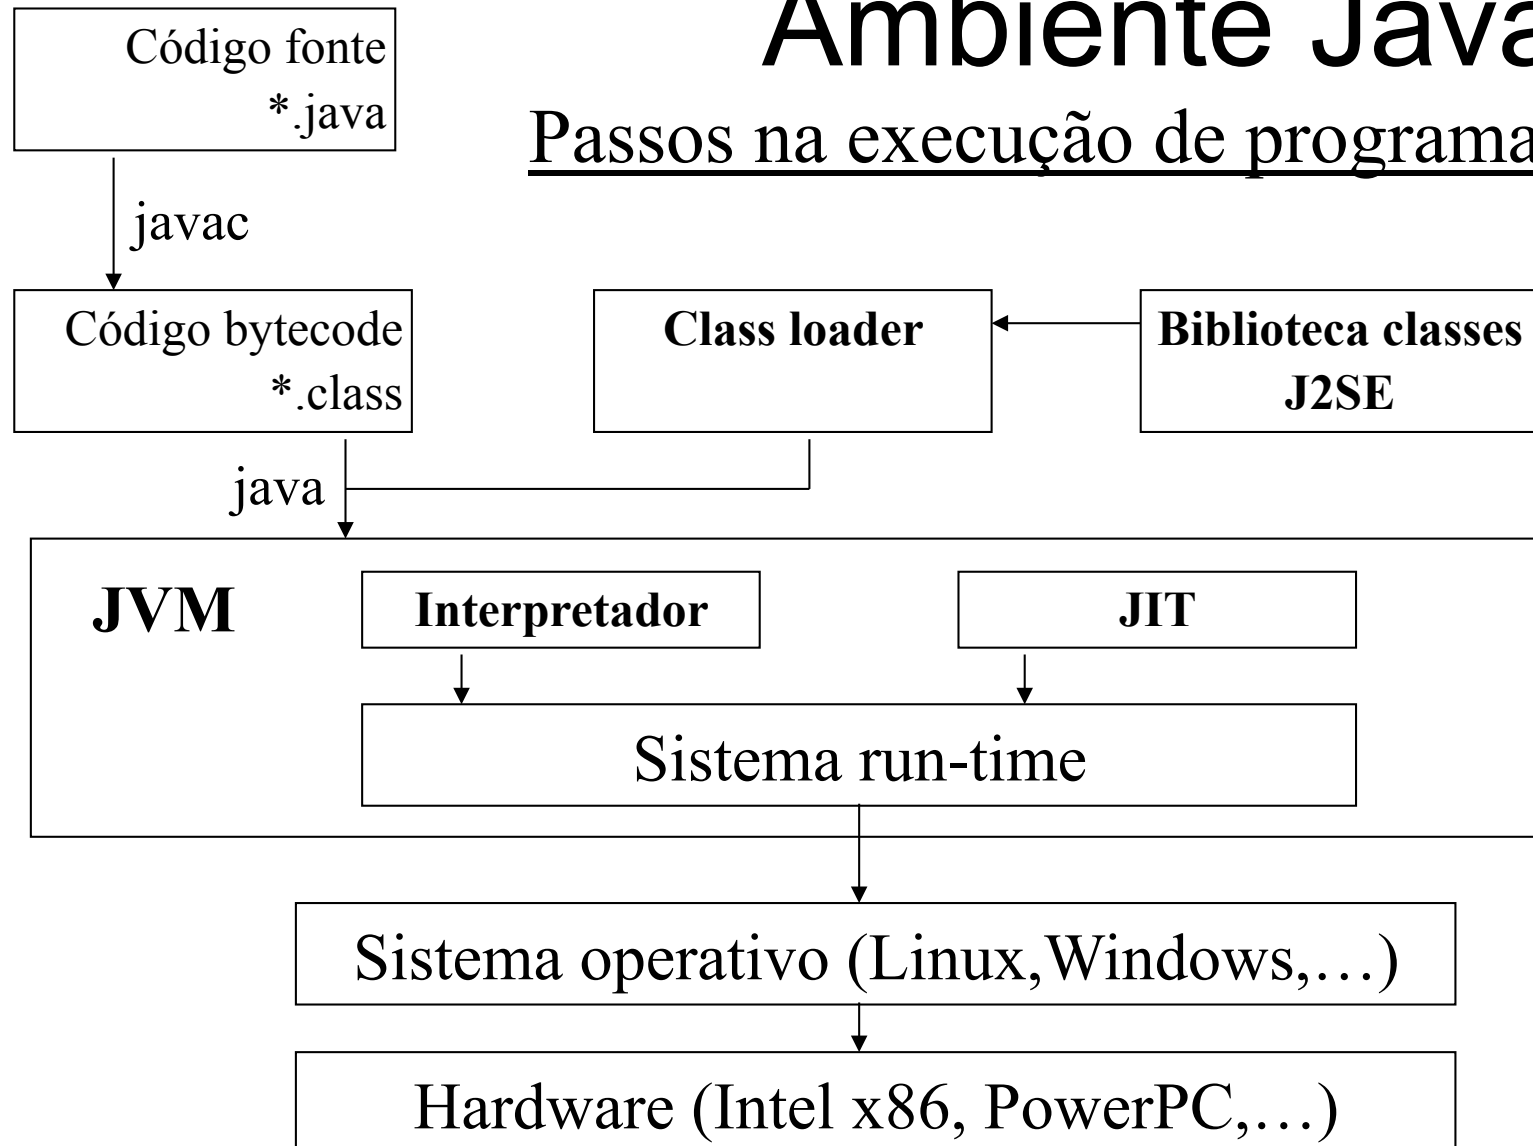 Ambiente Java
Passos na execução de programa
Código fonte
*.java
javac
Código bytecode
*.class
Class loader
Biblioteca classes
J2SE
java
JVM
Interpretador
JIT
Sistema run-time
Sistema operativo (Linux,Windows,…)
Hardware (Intel x86, PowerPC,…)